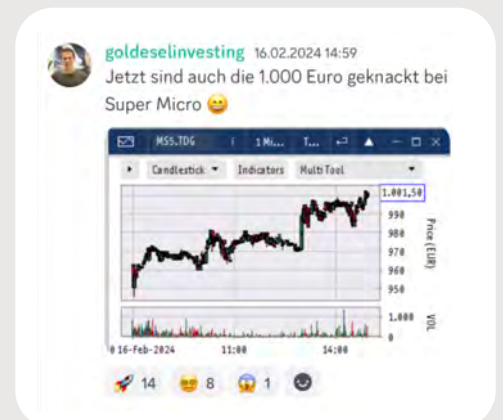 goldeselinvesting 16.02.2024 14:59
Jetzt sind auch die 1.000 Euro geknackt bei
Super Micro 😄
MS5.TDG i 1 Mi... T...
Candlestick Indicators Multi Tool
1.001,50
990
980
970
960
950
Price (EUR)
1.000
0
VOL
0 16-Feb-2024 11:00 14:00
🚀 14 😵‍💫 8 😱 1